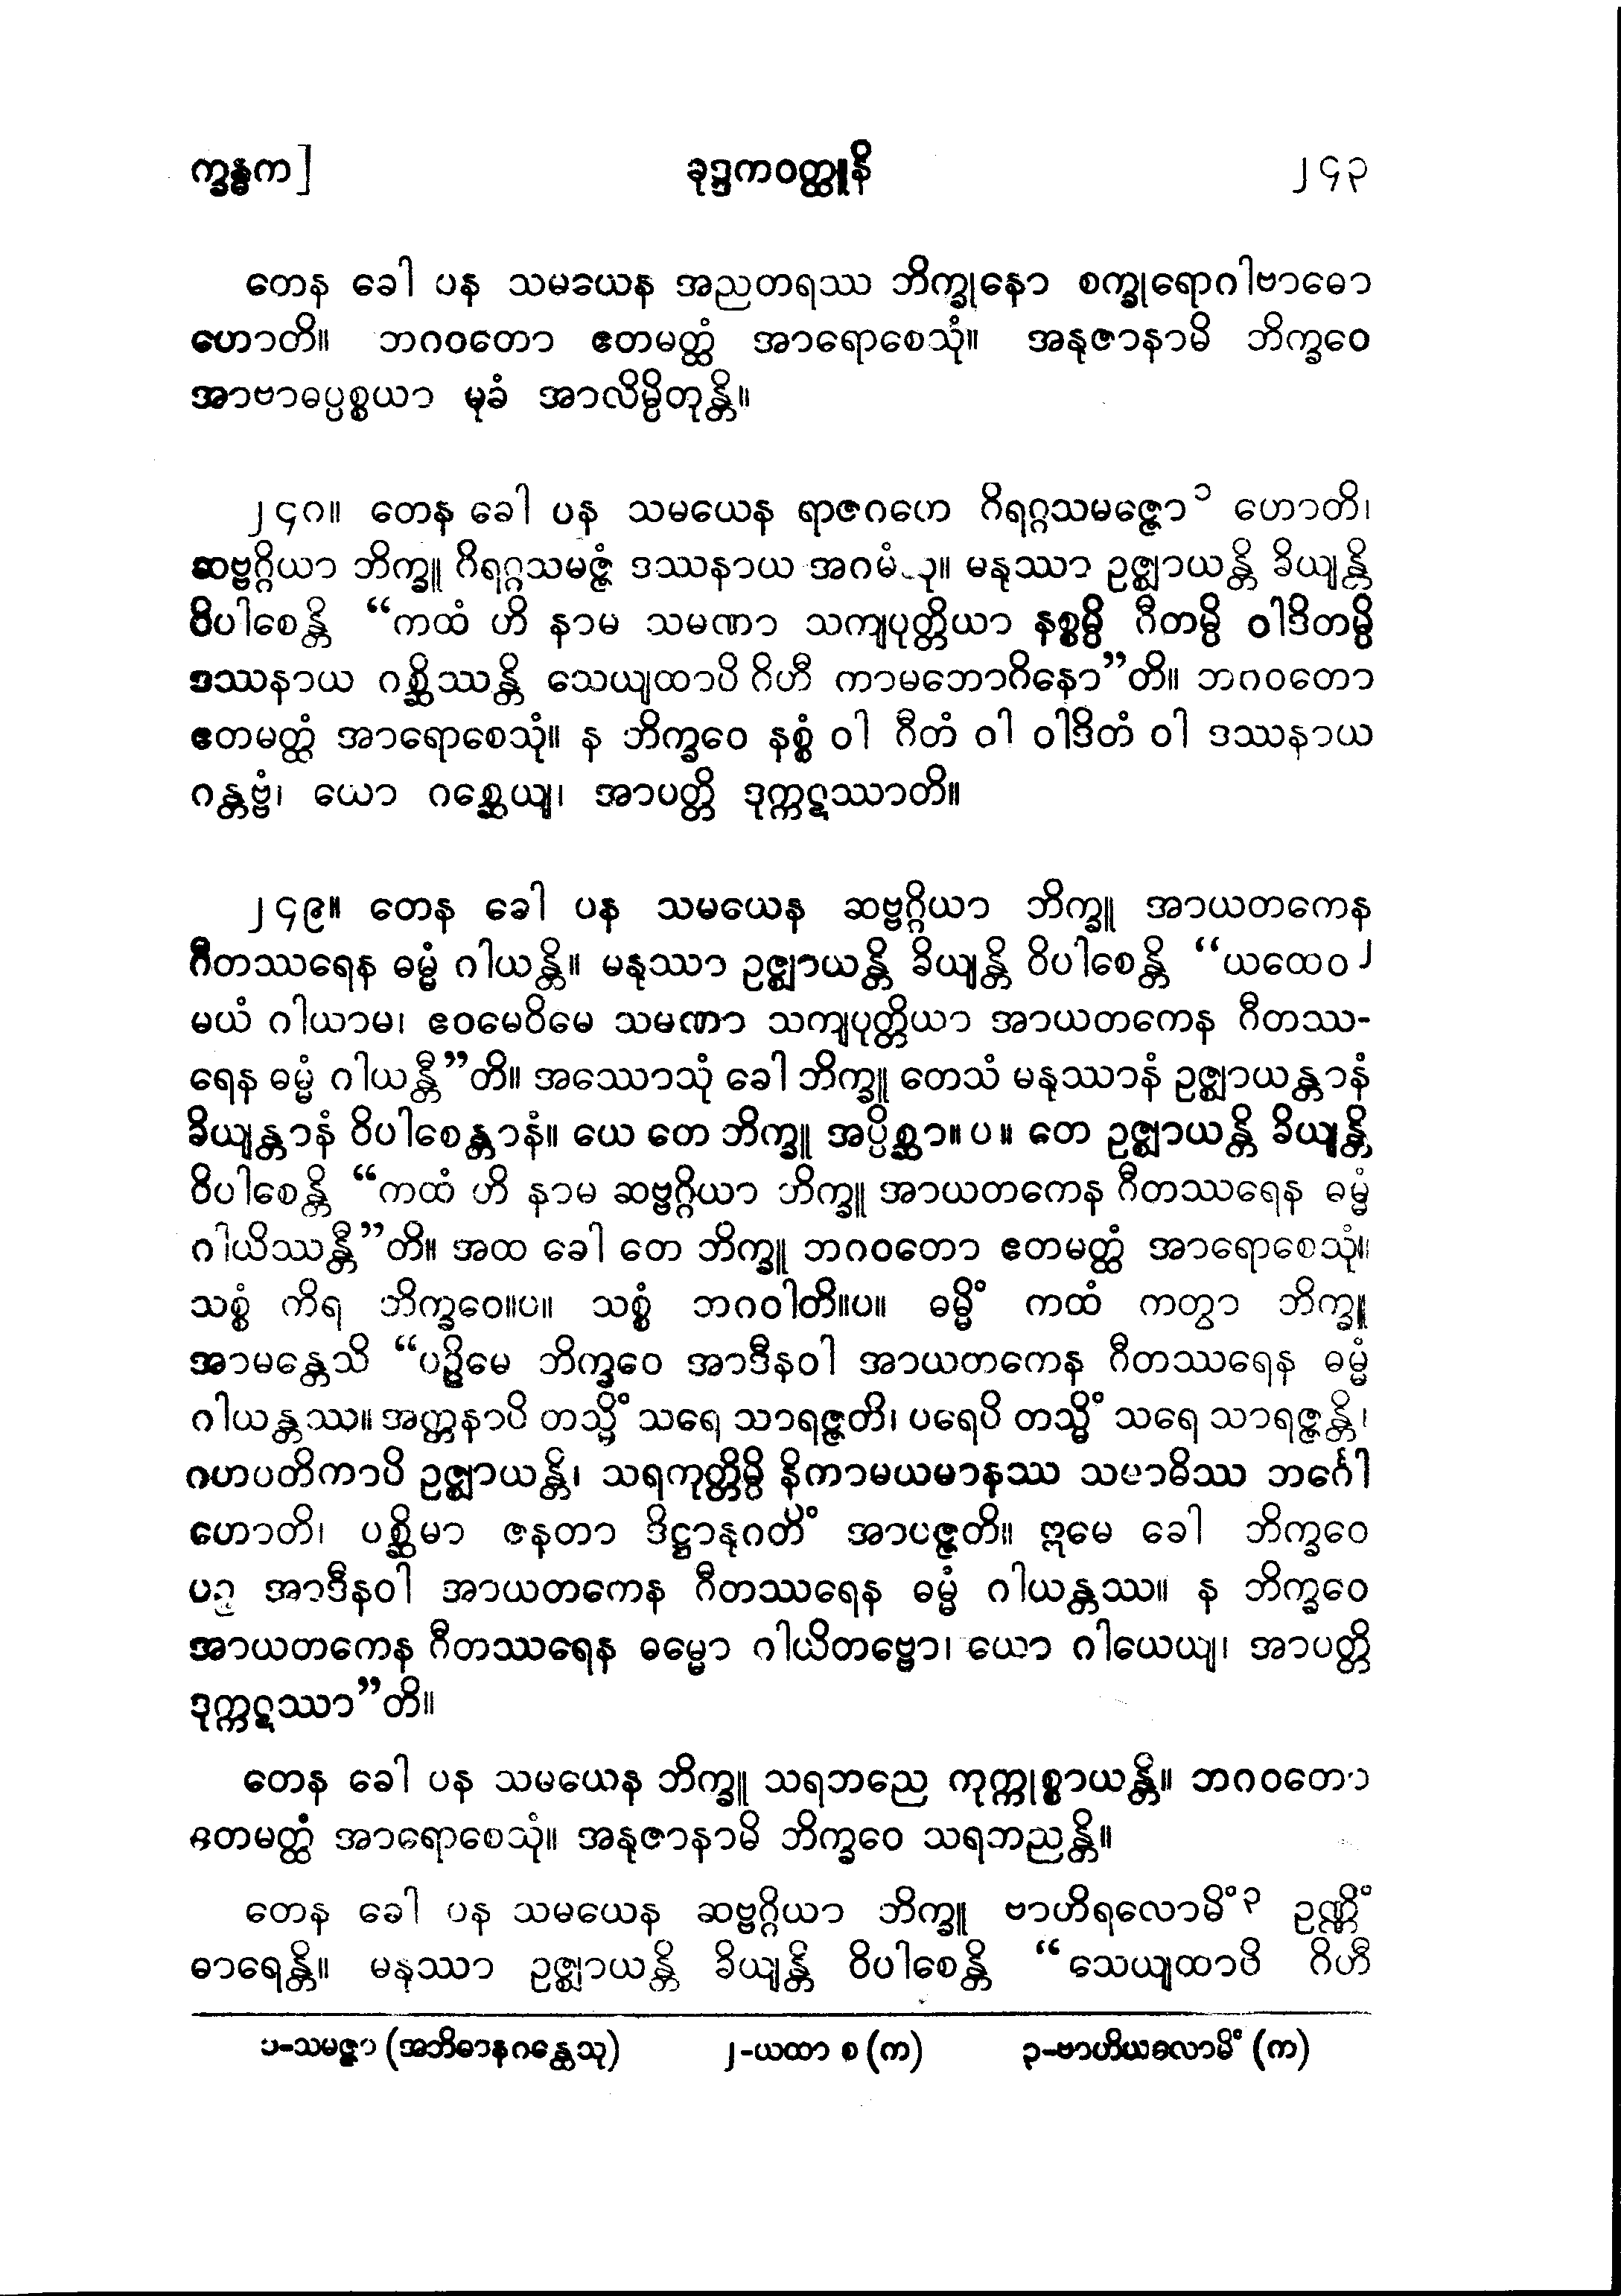 က္ခန္ဓက]
ခုဒ္ဒကဝတ္ထူနိ
၂၄၃
တေန ခေါ ပန သမယေန အညတရဿ ဘိက္ခုနော စက္ခုရောဂါဗာဓော
ဟောတိ။ ဘဂဝတော ဧတမတ္ထံ အာရောစေသုံ။ အနုဇာနာမိ ဘိက္ခဝေ
အာဗာဓပ္ပစ္စယာ မုခံ အာလိမ္ပိတုန္တိ။
၂၄၈။ တေန ခေါ ပန သမယေန ရာဇဂဟေ ဂိရဂ္ဂသမဇ္ဇော၁ ဟောတိ၊
ဆဗ္ဗဂ္ဂိယာ ဘိက္ခူ ဂိရဂ္ဂသမဇ္ဇံ ဒဿနာယ အဂမံသု။ မနုဿာ ဥဇ္ဈာယန္တိ ခိယျန္တိ
ဝိပါစေန္တိ “ကထံ ဟိ နာမ သမဏာ သကျပုတ္တိယာ နစ္စမ္ပိ ဂီတမ္ပိ ဝါဒိတမ္ပိ
ဒဿနာယ ဂစ္ဆိဿန္တိ သေယျထာပိ ဂိဟီ ကာမဘောဂိနော”တိ။ ဘဂဝတော
ဧတမတ္ထံ အာရောစေသုံ။ န ဘိက္ခဝေ နစ္စံ ဝါ ဂီတံ ဝါ ဝါဒိတံ ဝါ ဒဿနာယ
ဂန္တဗ္ဗံ၊ ယော ဂစ္ဆေယျ၊ အာပတ္တိ ဒုက္ကဋဿာတိ။
၂၄၉။ တေန ခေါ ပန သမယေန ဆဗ္ဗဂ္ဂိယာ ဘိက္ခူ အာယတကေန
ဂီတဿရေန ဓမ္မံ ဂါယန္တိ။ မနုဿာ ဥဇ္ဈာယန္တိ ခိယျန္တိ ဝိပါစေန္တိ “ယထေဝ၂
မယံ ဂါယာမ၊ ဧဝမေဝိမေ သမဏာ သကျပုတ္တိယာ အာယတကေန ဂီတဿ-
ရေန ဓမ္မံ ဂါယန္တီ”တိ။ အဿောသုံ ခေါ ဘိက္ခူ တေသံ မနုဿာနံ ဥဇ္ဈာယန္တာနံ
ခိယျန္တာနံ ဝိပါစေန္တာနံ။ ယေ တေ ဘိက္ခူ အပ္ပိစ္ဆာ။ပ။ တေ ဥဇ္ဈာယန္တိ ခိယျန္တိ
ဝိပါစေန္တိ “ကထံ ဟိ နာမ ဆဗ္ဗဂ္ဂိယာ ဘိက္ခူ အာယတကေန ဂီတဿရေန ဓမ္မံ
ဂါယိဿန္တီ”တိ။ အထ ခေါ တေ ဘိက္ခူ ဘဂဝတော ဧတမတ္ထံ အာရောစေသုံ။
သစ္စံ ကိရ ဘိက္ခဝေ။ပ။ သစ္စံ ဘဂဝါတိ။ပ။ ဓမ္မိံ ကထံ ကတွာ ဘိက္ခူ
အာမန္တေသိ “ပဉ္စိမေ ဘိက္ခဝေ အာဒီနဝါ အာယတကေန ဂီတဿရေန ဓမ္မံ
ဂါယန္တဿ။ အတ္တနာပိ တသ္မိံ သရေ သာရဇ္ဇတိ၊ ပရေပိ တသ္မိံ သရေ သာရဇ္ဇန္တိ၊
ဂဟပတိကာပိ ဥဇ္ဈာယန္တိ၊ သရကုတ္တိမ္ပိ နိကာမယမာနဿ သမာဓိဿ ဘင်္ဂေါ
ဟောတိ၊ ပစ္ဆိမာ ဇနတာ ဒိဋ္ဌာနုဂတိံ အာပဇ္ဇတိ။ ဣမေ ခေါ ဘိက္ခဝေ
ပဉ္စ အာဒီနဝါ အာယတကေန ဂီတဿရေန ဓမ္မံ ဂါယန္တဿ။ န ဘိက္ခဝေ
အာယတကေန ဂီတဿရေန ဓမ္မော ဂါယိတဗ္ဗော၊ ယော ဂါယေယျ၊ အာပတ္တိ
ဒုက္ကဋဿာ”တိ။
တေန ခေါ ပန သမယေန ဘိက္ခူ သရဘညေ ကုက္ကုစ္စာယန္တိ။ ဘဂဝတော
ဧတမတ္ထံ အာရောစေသုံ။ အနုဇာနာမိ ဘိက္ခဝေ သရဘညန္တိ။
တေန ခေါ ပန သမယေန ဆဗ္ဗဂ္ဂိယာ ဘိက္ခူ ဗာဟိရလောမိံ၃ ဥဏ္ဏိံ
ဓာရေန္တိ။ မနုဿာ ဥဇ္ဈာယန္တိ ခိယျန္တိ ဝိပါစေန္တိ “သေယျထာပိ ဂိဟီ
၁-သမဇ္ဇာ (အဘိဓာနဂန္ထေသု)
၂-ယထာ စ (က)
၃-ဗာဟိယလောမိံ (က)